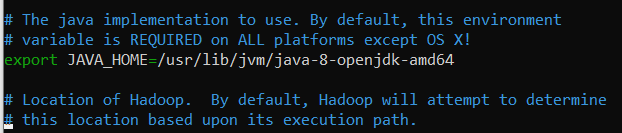 # The java implementation to use. By default, this environment
# variable is REQUIRED on ALL platforms except OS X!
export JAVA_HOME=/usr/lib/jvm/java-8-openjdk-amd64
# Location of Hadoop.  By default, Hadoop will attempt to determine
# this location based upon its execution path.